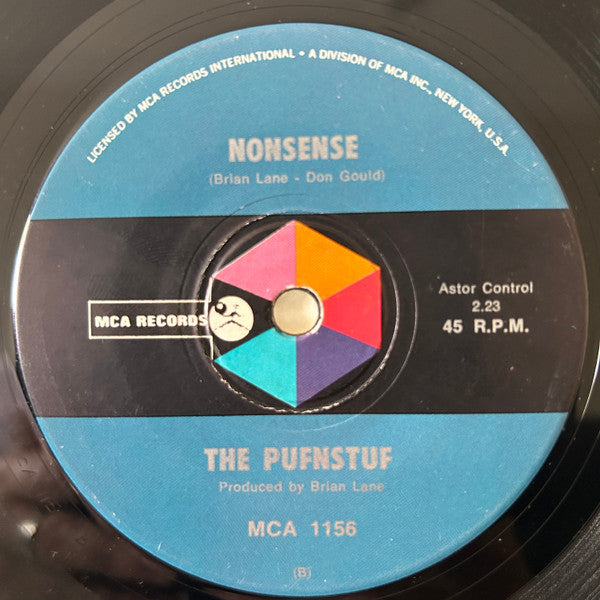 LICENSED BY MCA RECORDS INTERNATIONAL • A DIVISION OF MCA INC., NEW YORK, U.S.A.
NONSENSE
(Brian Lane - Don Gould)
MCA RECORDS
Astor Control
2.23
45 R.P.M.
THE PUFNSTUF
Produced by Brian Lane
MCA 1156
(B)